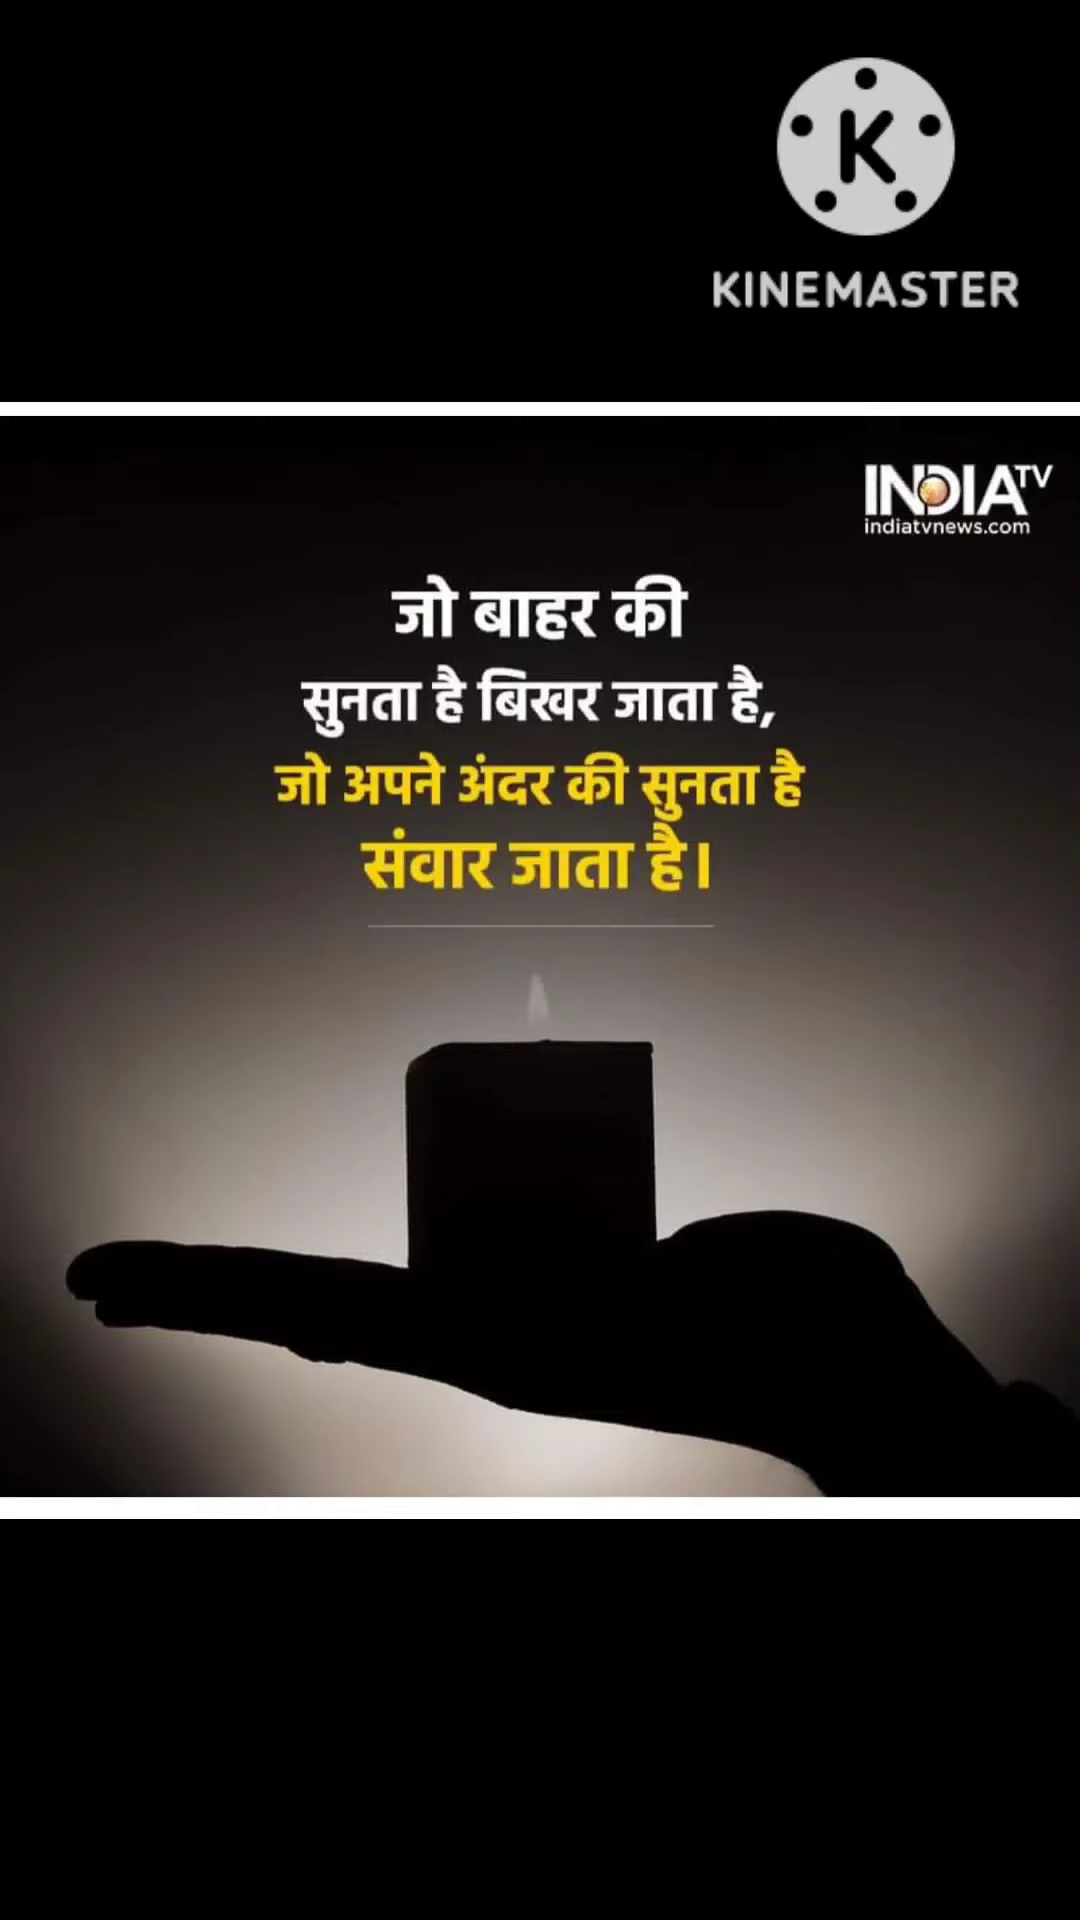 K
KINEMASTER
INDIA TV
indiatvnews.com
जो बाहर की
सुनता है बिखर जाता है,
जो अपने अंदर की सुनता है
संवार जाता है।